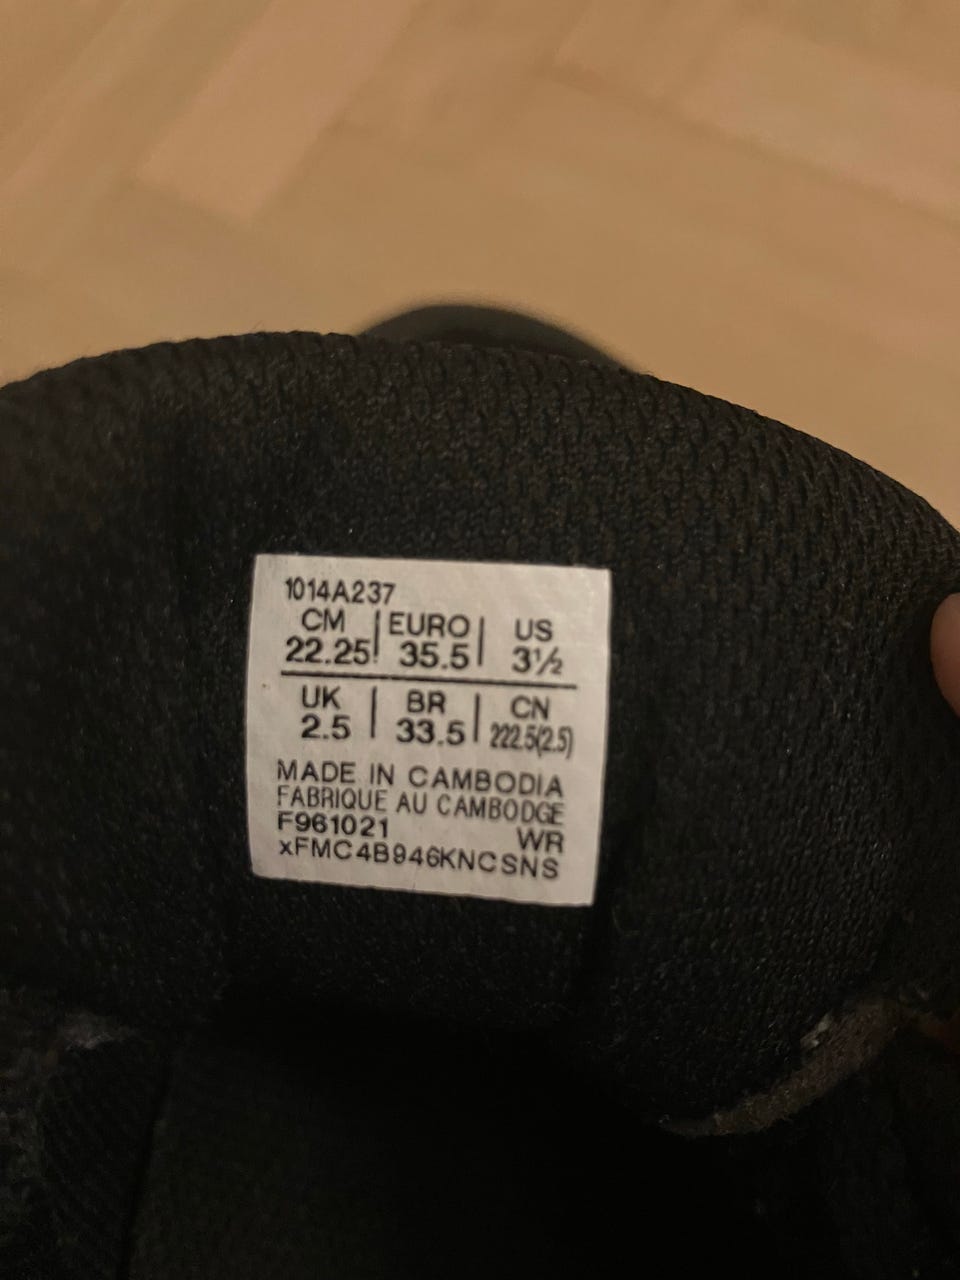 1014A237
CM | EURO | US
22.25 | 35.5 | 3½
UK | BR | CN
2.5 | 33.5 | 222.5(2.5)
MADE IN CAMBODIA
FABRIQUE AU CAMBODGE
F961021 WR
xFMC4B946KNCSNS